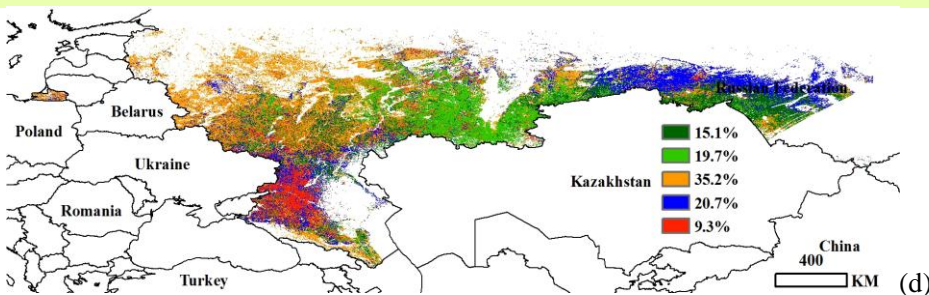 Russian Federation
Belarus
Poland
15.1%
Ukraine
19.7%
Kazakhstan
35.2%
Romania
20.7%
9.3%
China
400
Turkey
KM
(d)